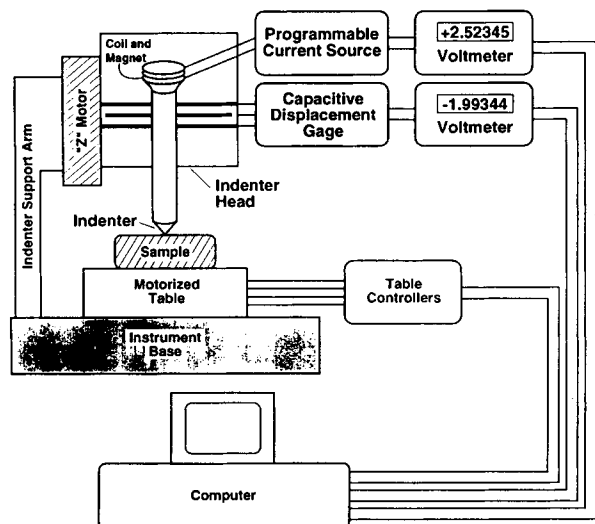 Coil and
Magnet
Programmable
Current Source
+2.52345
Voltmeter
"Z" Motor
Capacitive
Displacement
Gage
-1.99344
Voltmeter
Indenter Support Arm
Indenter
Head
Indenter
Sample
Motorized
Table
Table
Controllers
Instrument
Base
Computer